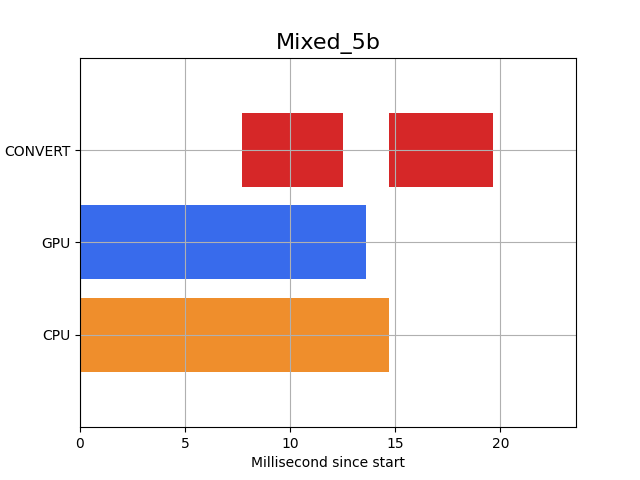 Mixed_5b
CONVERT
GPU
CPU
0 5 10 15 20
Millisecond since start